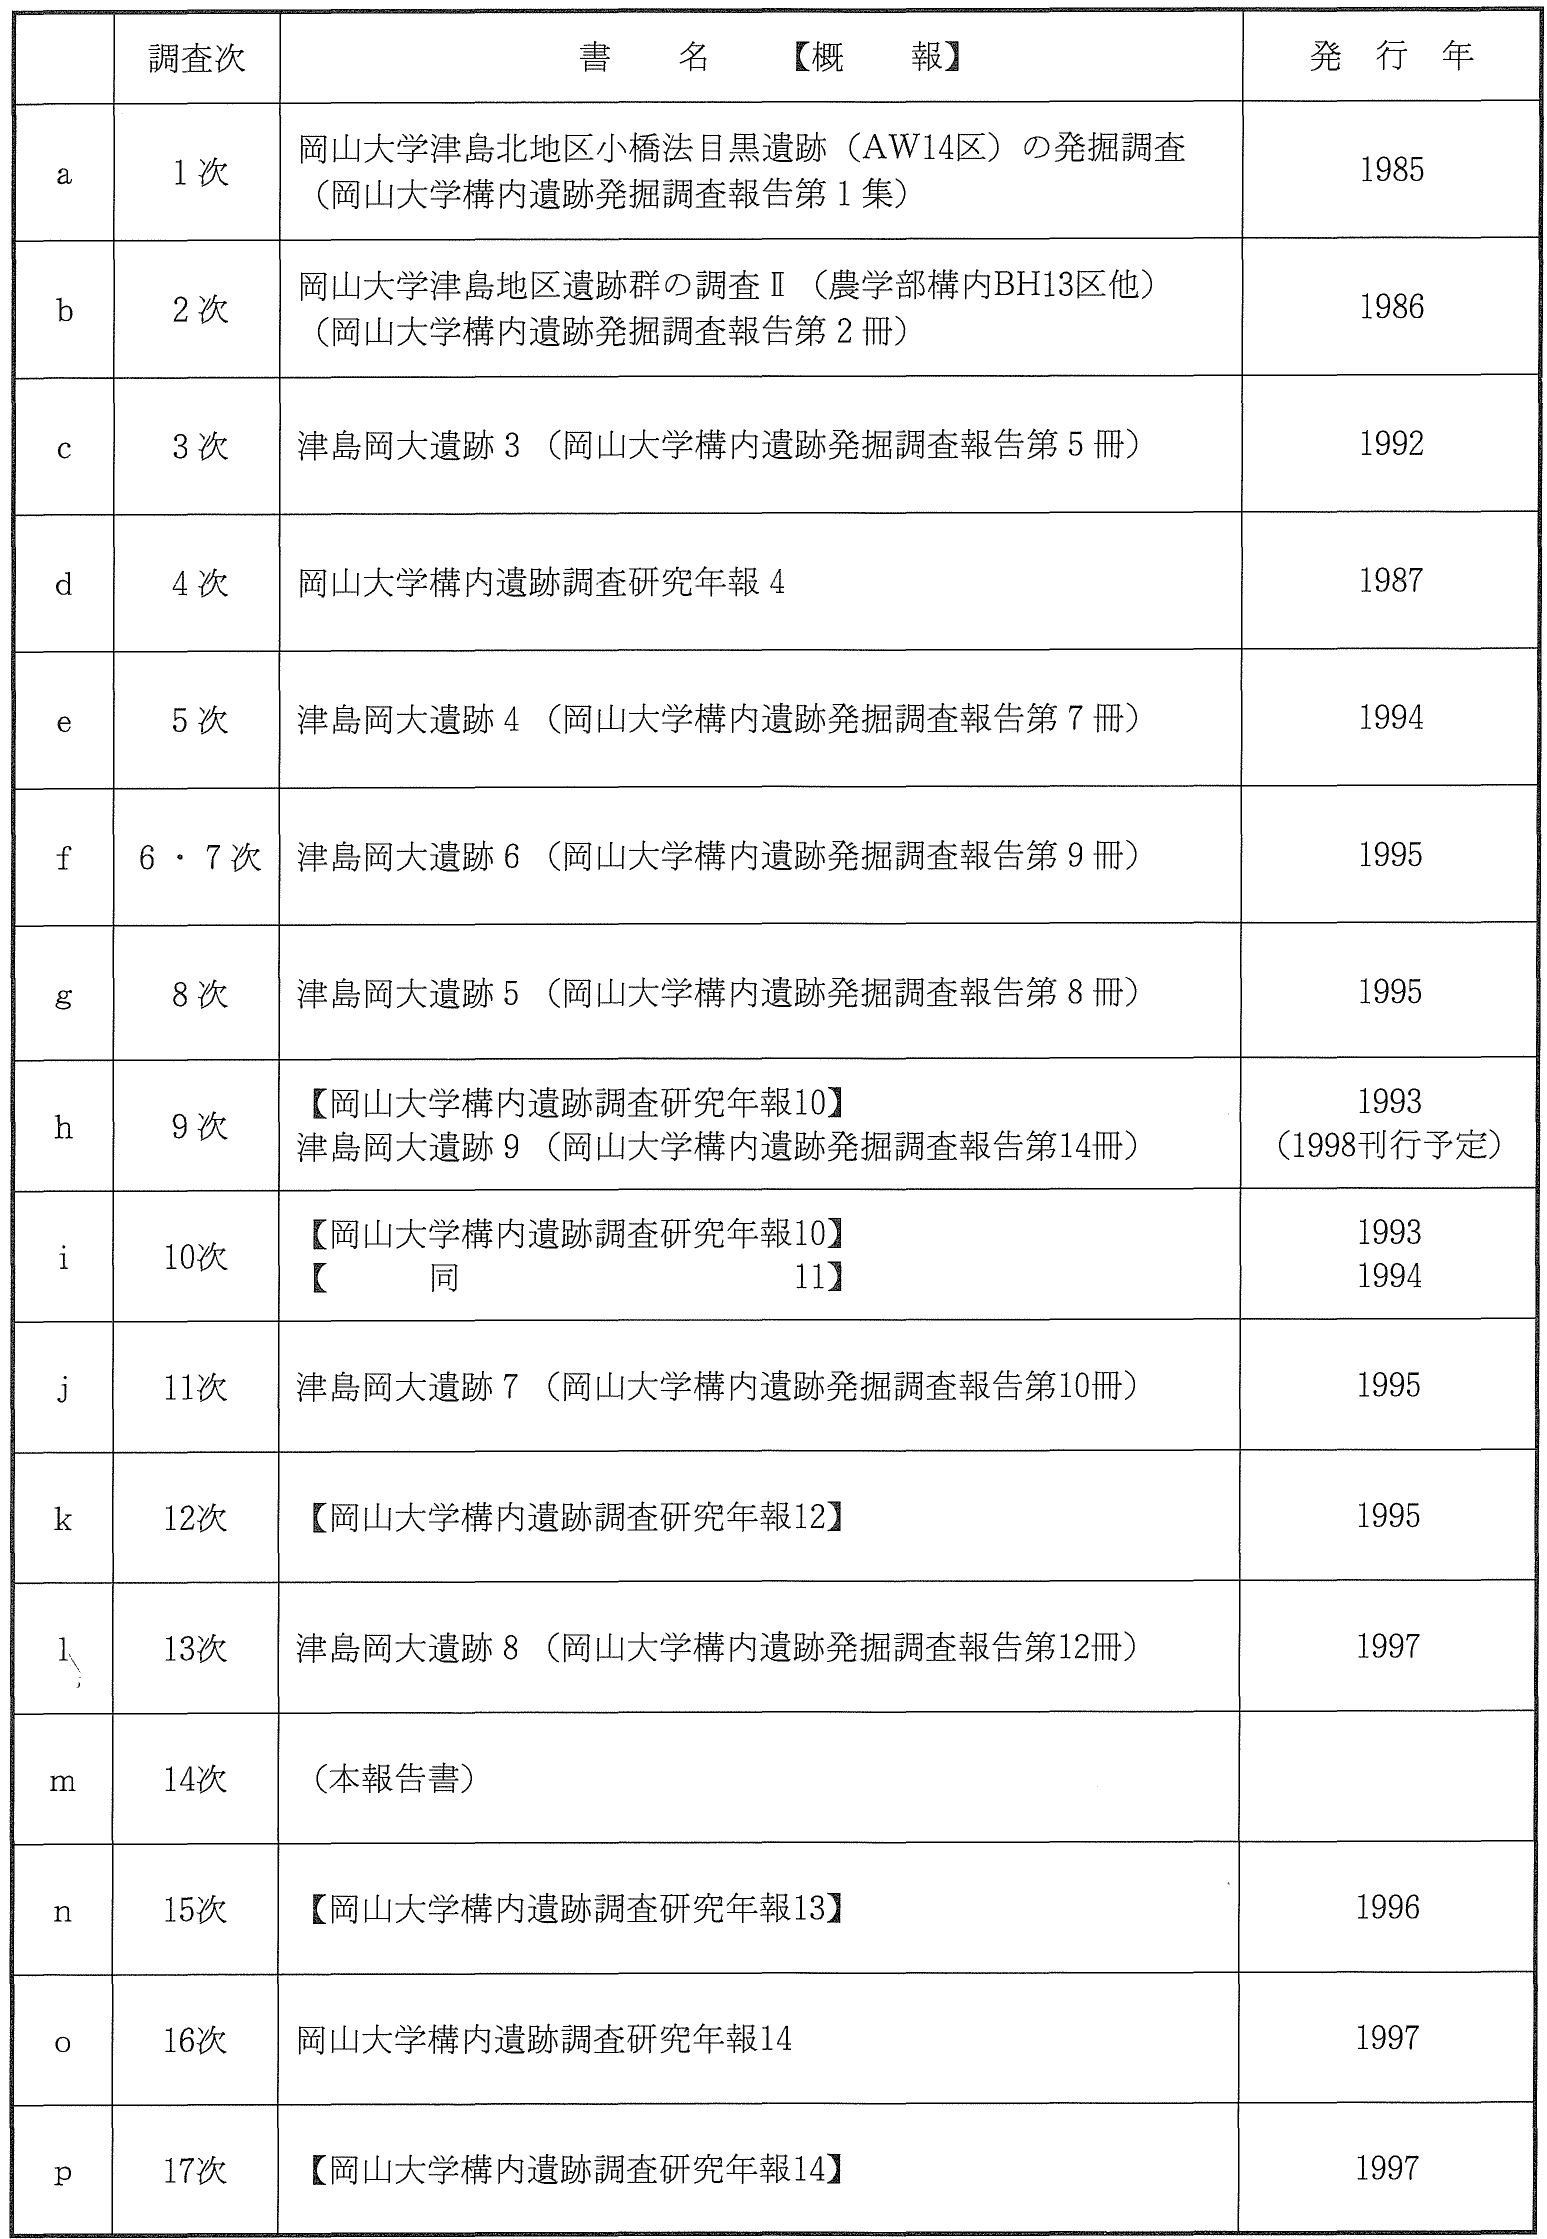 調査次 書 名 【概 報】 発 行 年
a 1次 岡山大学津島北地区小橋法目黒遺跡（AW14区）の発掘調査 1985
（岡山大学構内遺跡発掘調査報告第1集）
b 2次 岡山大学津島地区遺跡群の調査Ⅱ（農学部構内BH13区他） 1986
（岡山大学構内遺跡発掘調査報告第2冊）
c 3次 津島岡大遺跡3（岡山大学構内遺跡発掘調査報告第5冊） 1992
d 4次 岡山大学構内遺跡調査研究年報4 1987
e 5次 津島岡大遺跡4（岡山大学構内遺跡発掘調査報告第7冊） 1994
f 6・7次 津島岡大遺跡6（岡山大学構内遺跡発掘調査報告第9冊） 1995
g 8次 津島岡大遺跡5（岡山大学構内遺跡発掘調査報告第8冊） 1995
h 9次 【岡山大学構内遺跡調査研究年報10】 1993
津島岡大遺跡9（岡山大学構内遺跡発掘調査報告第14冊） （1998刊行予定）
i 10次 【岡山大学構内遺跡調査研究年報10】 1993
【 同 11】 1994
j 11次 津島岡大遺跡7（岡山大学構内遺跡発掘調査報告第10冊） 1995
k 12次 【岡山大学構内遺跡調査研究年報12】 1995
l 13次 津島岡大遺跡8（岡山大学構内遺跡発掘調査報告第12冊） 1997
m 14次 （本報告書）
n 15次 【岡山大学構内遺跡調査研究年報13】 1996
o 16次 岡山大学構内遺跡調査研究年報14 1997
p 17次 【岡山大学構内遺跡調査研究年報14】 1997